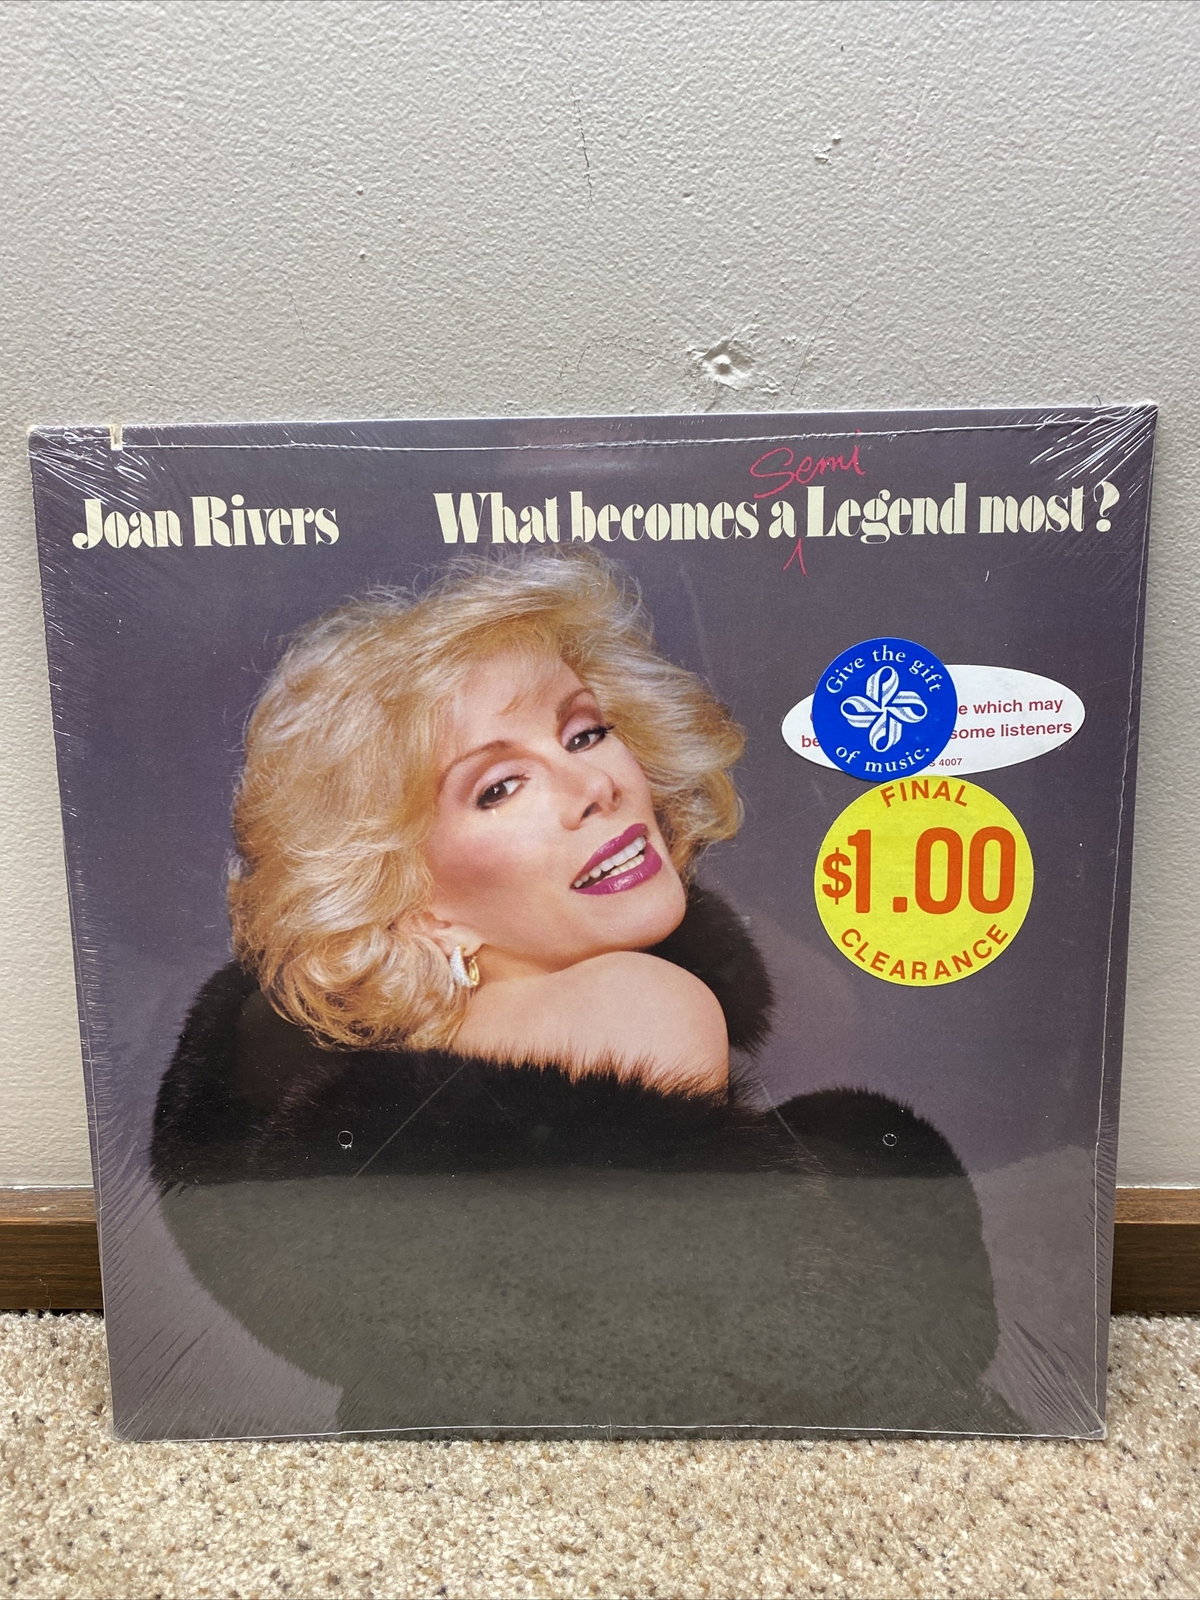 Semi
Joan Rivers What becomes a Legend most?
Give the gift
of music.
e which may
be some listeners
4007
FINAL
$1.00
CLEARANCE